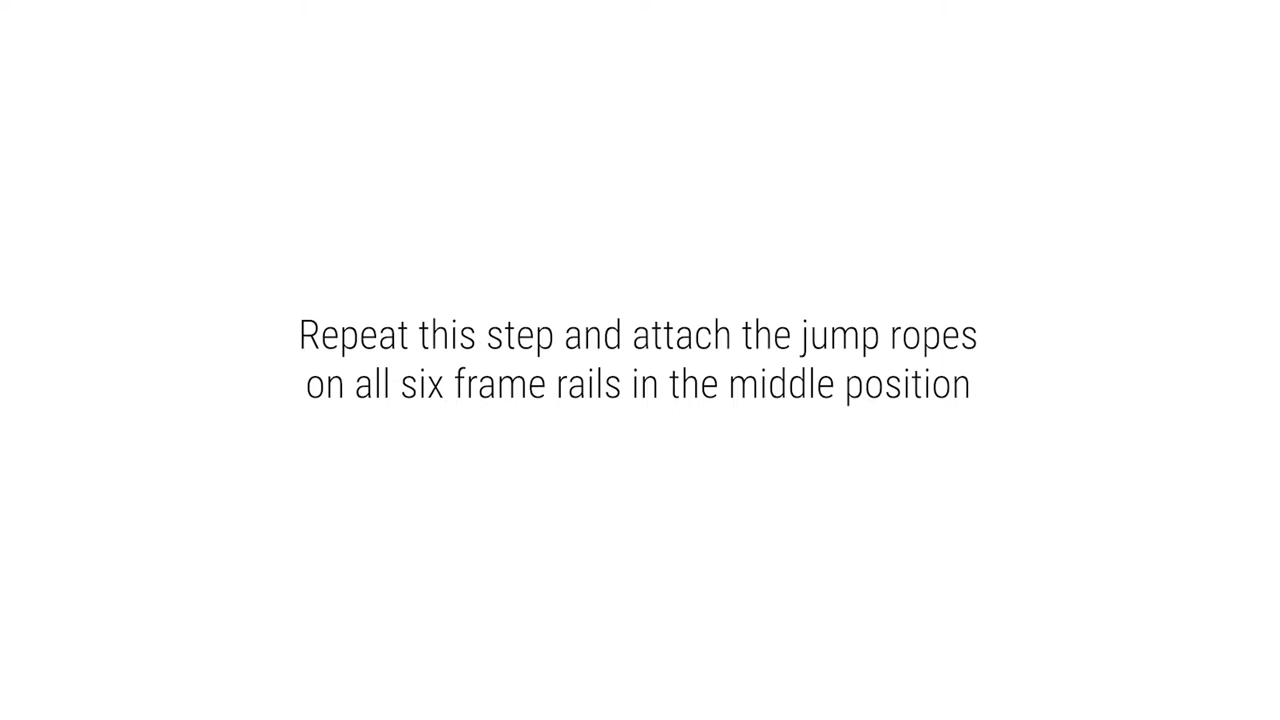 Repeat this step and attach the jump ropes
on all six frame rails in the middle position